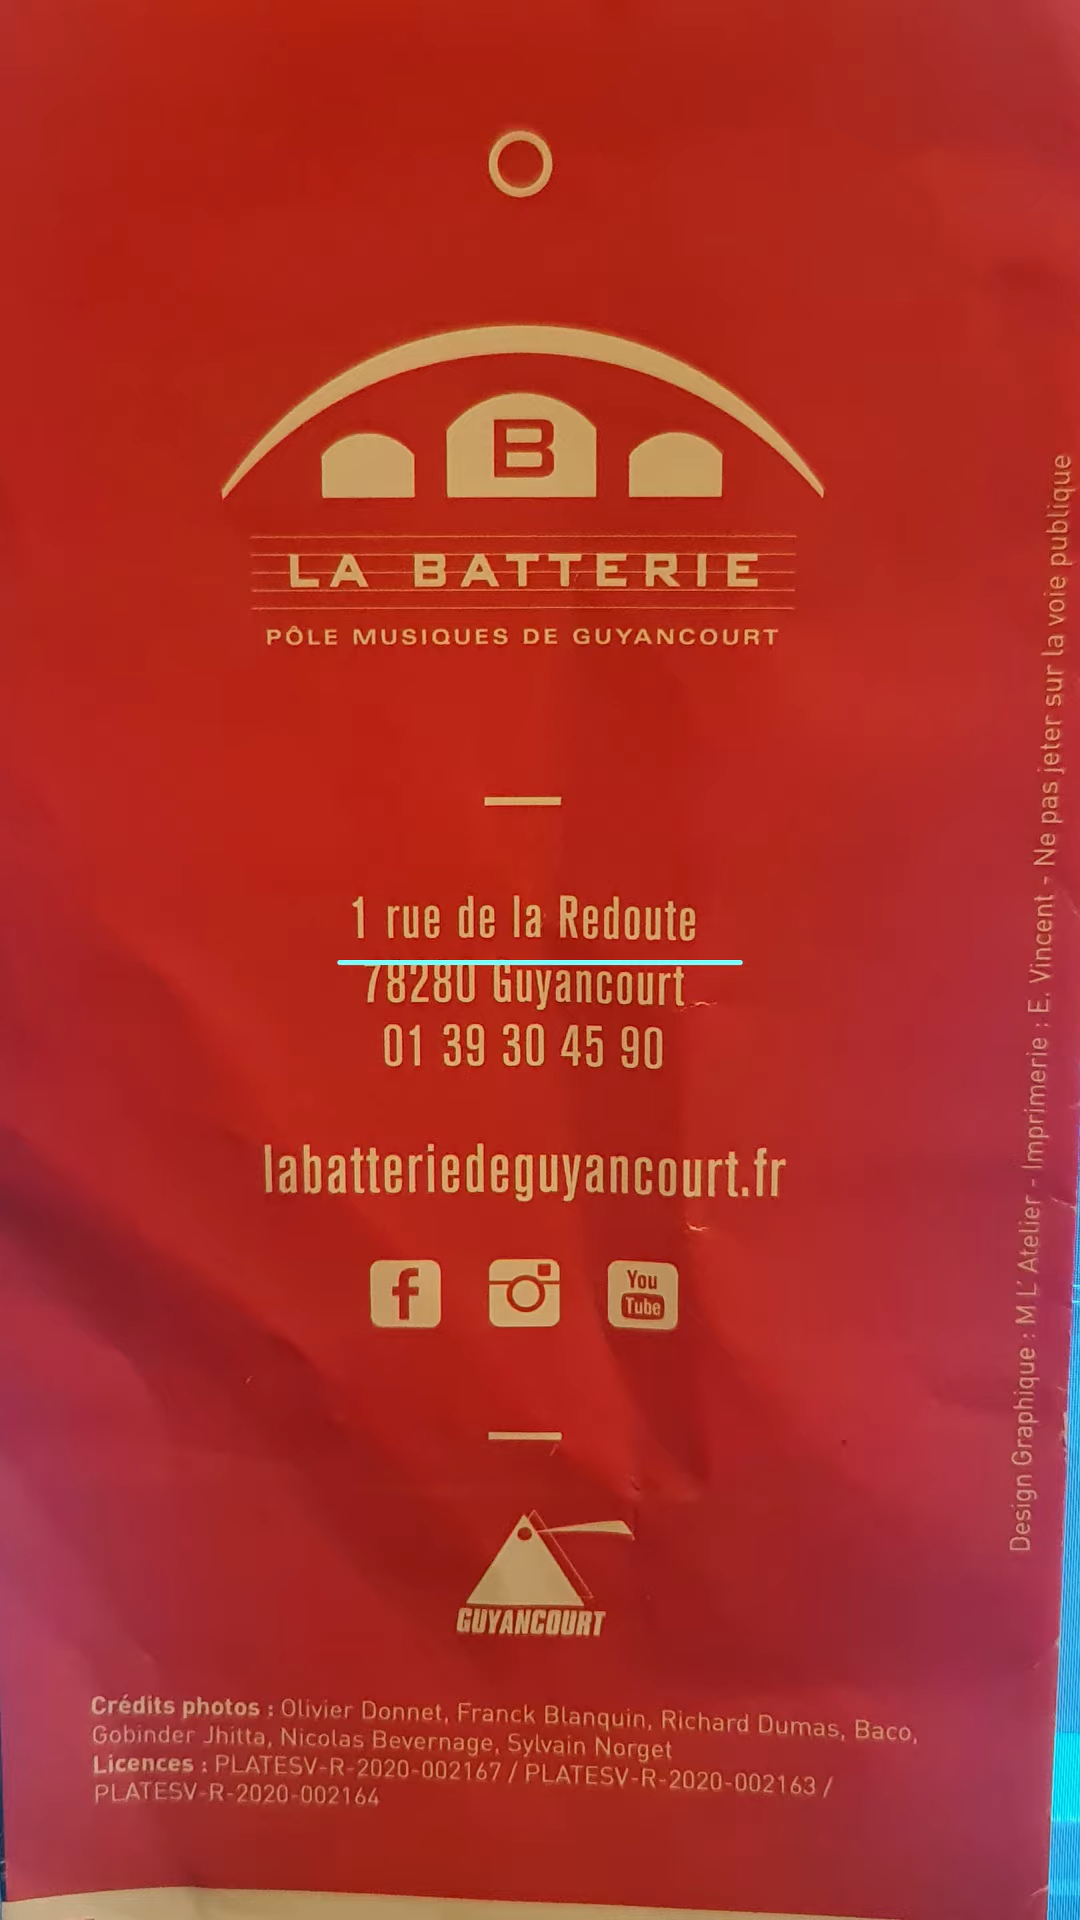 B
LA BATTERIE
PÔLE MUSIQUES DE GUYANCOURT
1 rue de la Redoute
78280 Guyancourt
01 39 30 45 90
labatteriedeguyancourt.fr
f
You
Tube
GUYANCOURT
Crédits photos : Olivier Donnet, Franck Blanquin, Richard Dumas, Baco,
Gobinder Jhitta, Nicolas Bevernage, Sylvain Norget
Licences : PLATESV-R-2020-002167 / PLATESV-R-2020-002163 /
PLATESV-R-2020-002164
Design Graphique : M L' Atelier - Imprimerie : E. Vincent - Ne pas jeter sur la voie publique